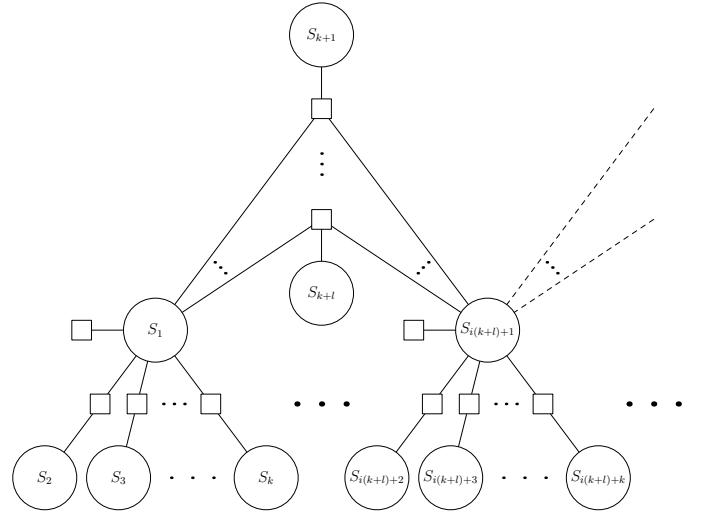 S_{k+1}
S_{k+l}
S_1 S_{i(k+l)+1}
S_2 S_3 S_k S_{i(k+l)+2} S_{i(k+l)+3} S_{i(k+l)+k}